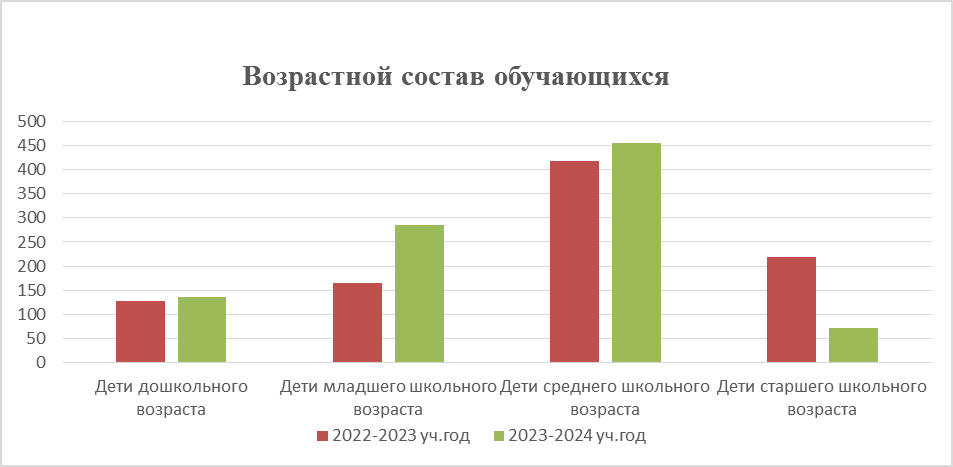 Возрастной состав обучающихся
500
450
400
350
300
250
200
150
100
50
0
Дети дошкольного возраста
Дети младшего школьного возраста
Дети среднего школьного возраста
Дети старшего школьного возраста
2022-2023 уч.год
2023-2024 уч.год